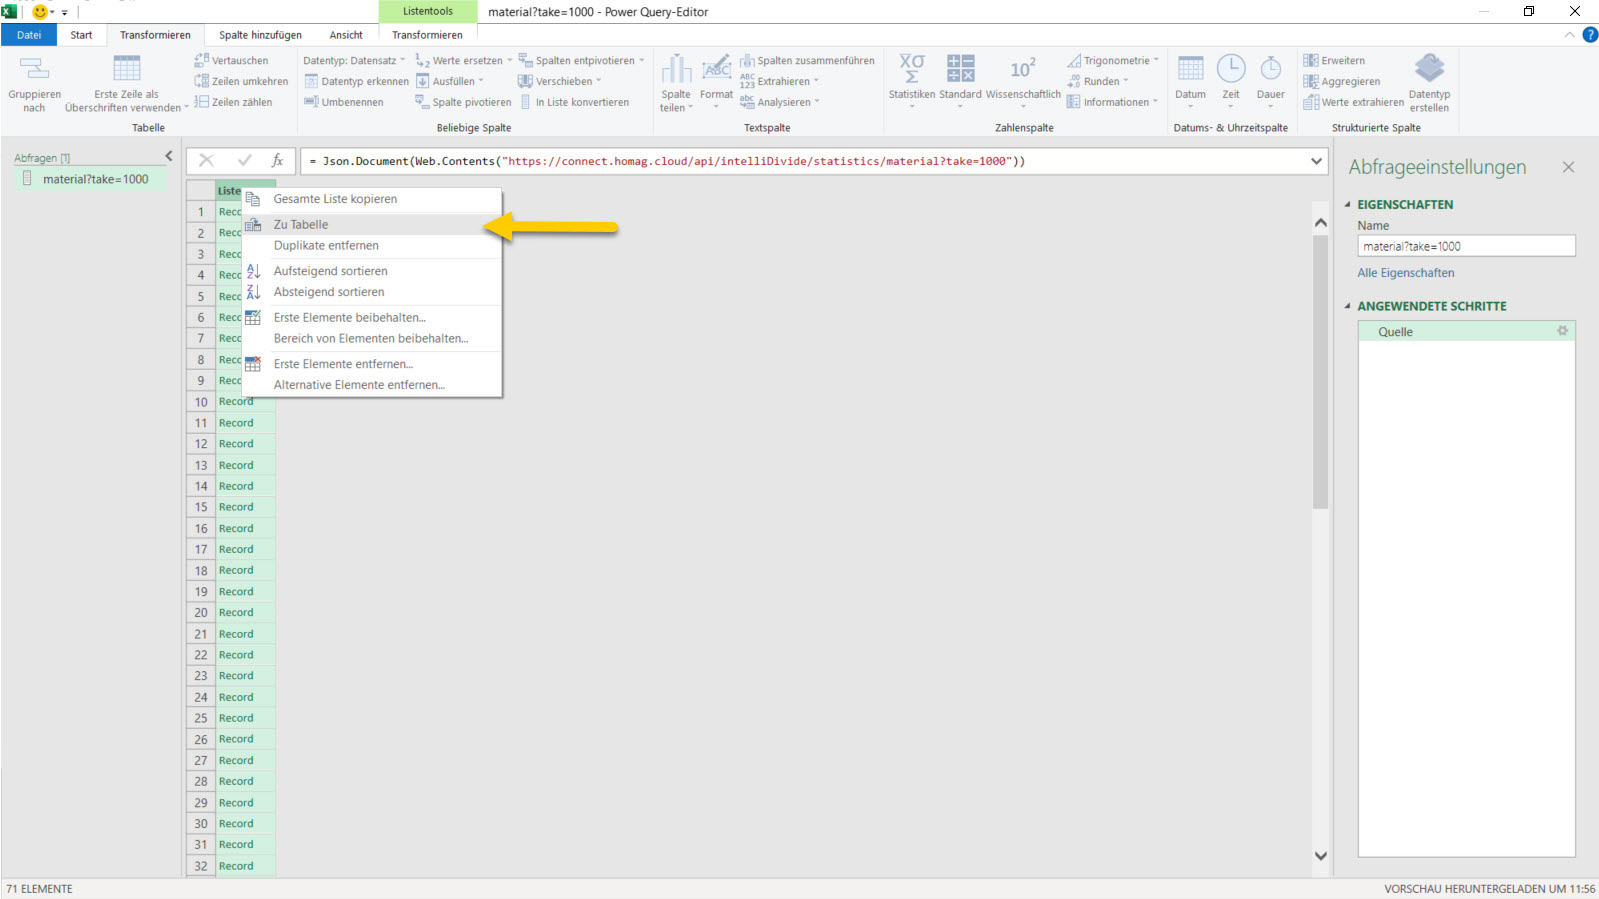 Listentools
material?take=1000 - Power Query-Editor
Datei
Start
Transformieren
Spalte hinzufügen
Ansicht
Transformieren
Gruppieren nach
Erste Zeile als Überschriften verwenden
Vertauschen
Zeilen umkehren
Zeilen zählen
Tabelle
Datentyp: Datensatz
Datentyp erkennen
Umbenennen
Werte ersetzen
Ausfüllen
Spalte pivotieren
Spalten entpivotieren
Verschieben
In Liste konvertieren
Beliebige Spalte
Spalte teilen
Format
Spalten zusammenführen
Extrahieren
Analysieren
Textspalte
Statistiken
Standard
Wissenschaftlich
Trigonometrie
Runden
Informationen
Zahlenspalte
Datum
Zeit
Dauer
Datums- & Uhrzeitspalte
Erweitern
Aggregieren
Werte extrahieren
Datentyp erstellen
Strukturierte Spalte
Abfragen [1]
material?take=1000
fx
= Json.Document(Web.Contents("https://connect.homag.cloud/api/intelliDivide/statistics/material?take=1000"))
Liste
1 Reco
2 Reco
3 Reco
4 Reco
5 Reco
6 Reco
7 Reco
8 Reco
9 Reco
10 Record
11 Record
12 Record
13 Record
14 Record
15 Record
16 Record
17 Record
18 Record
19 Record
20 Record
21 Record
22 Record
23 Record
24 Record
25 Record
26 Record
27 Record
28 Record
29 Record
30 Record
31 Record
32 Record
Gesamte Liste kopieren
Zu Tabelle
Duplikate entfernen
Aufsteigend sortieren
Absteigend sortieren
Erste Elemente beibehalten...
Bereich von Elementen beibehalten...
Erste Elemente entfernen...
Alternative Elemente entfernen...
Abfrageeinstellungen
EIGENSCHAFTEN
Name
material?take=1000
Alle Eigenschaften
ANGEWENDETE SCHRITTE
Quelle
71 ELEMENTE
VORSCHAU HERUNTERGELADEN UM 11:56